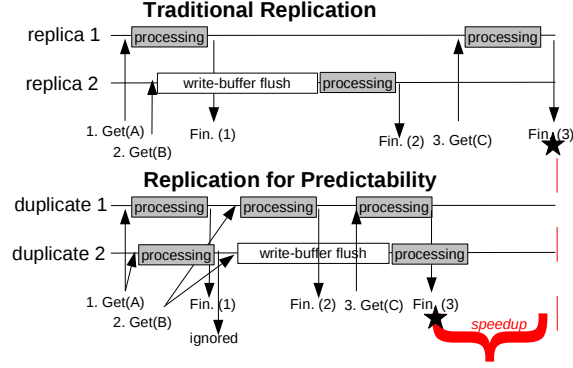 Traditional Replication
replica 1 processing processing
replica 2 write-buffer flush processing
1. Get(A) Fin. (1) Fin. (2) 3. Get(C) Fin. (3)
2. Get(B)
Replication for Predictability
duplicate 1 processing processing processing
duplicate 2 processing write-buffer flush processing
1. Get(A) Fin. (1) Fin. (2) 3. Get(C) Fin. (3)
2. Get(B)
ignored
speedup